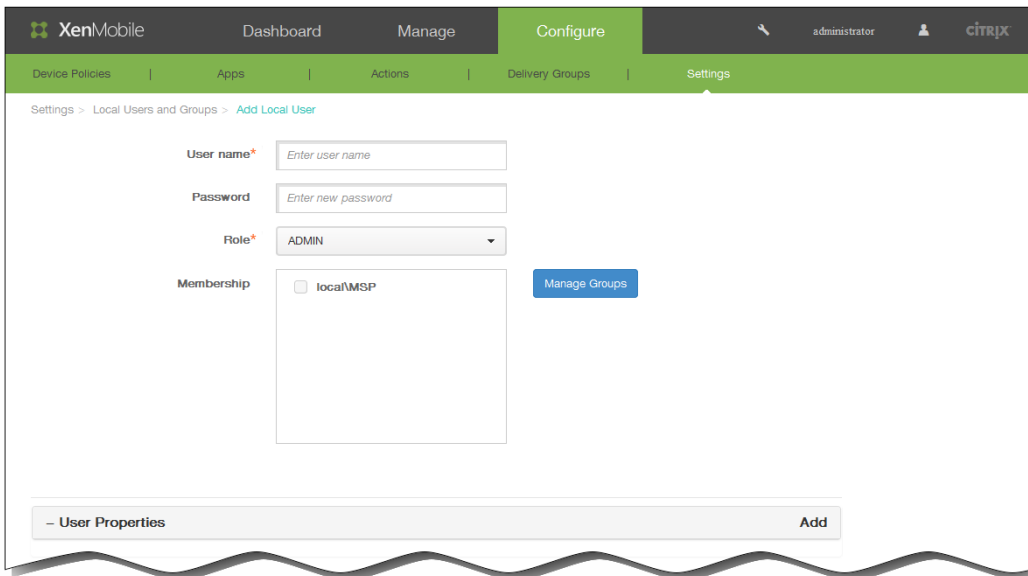 XenMobile Dashboard Manage Configure administrator CİTRIX
Device Policies | Apps | Actions | Delivery Groups | Settings
Settings > Local Users and Groups > Add Local User
User name* Enter user name
Password Enter new password
Role* ADMIN
Membership local\MSP Manage Groups
– User Properties Add